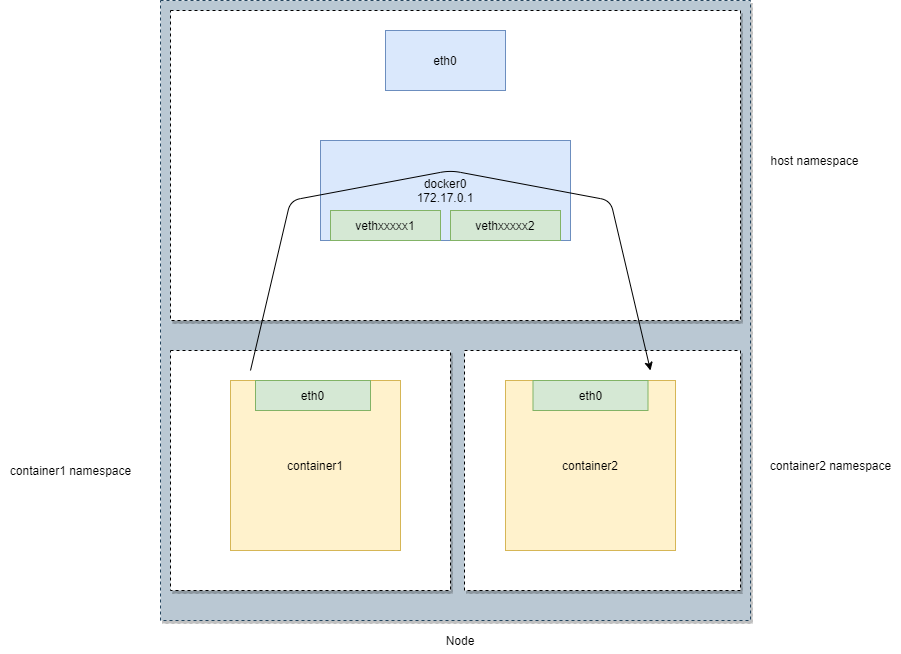 eth0
host namespace
docker0
172.17.0.1
vethxxxxx1
vethxxxxx2
eth0
eth0
container1
container2
container1 namespace
container2 namespace
Node